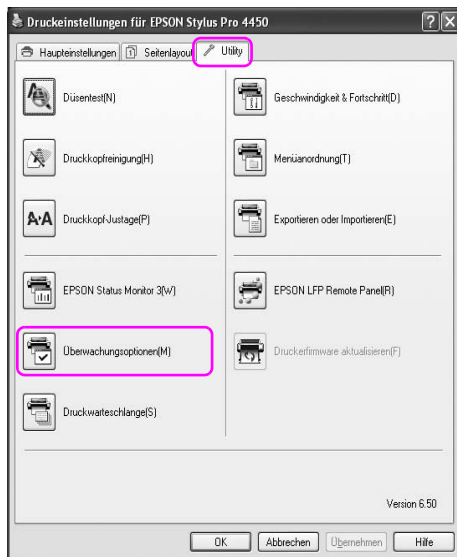 Druckeinstellungen für EPSON Stylus Pro 4450
Haupteinstellungen Seitenlayout Utility
Düsentest(N)
Geschwindigkeit & Fortschritt(D)
Druckkopfreinigung(H)
Menüanordnung(T)
Druckkopf-Justage(P)
Exportieren oder Importieren(E)
EPSON Status Monitor 3(W)
EPSON LFP Remote Panel(R)
Überwachungsoptionen(M)
Druckerfirmware aktualisieren(F)
Druckwarteschlange(S)
Version 6.50
OK Abbrechen Übernehmen Hilfe